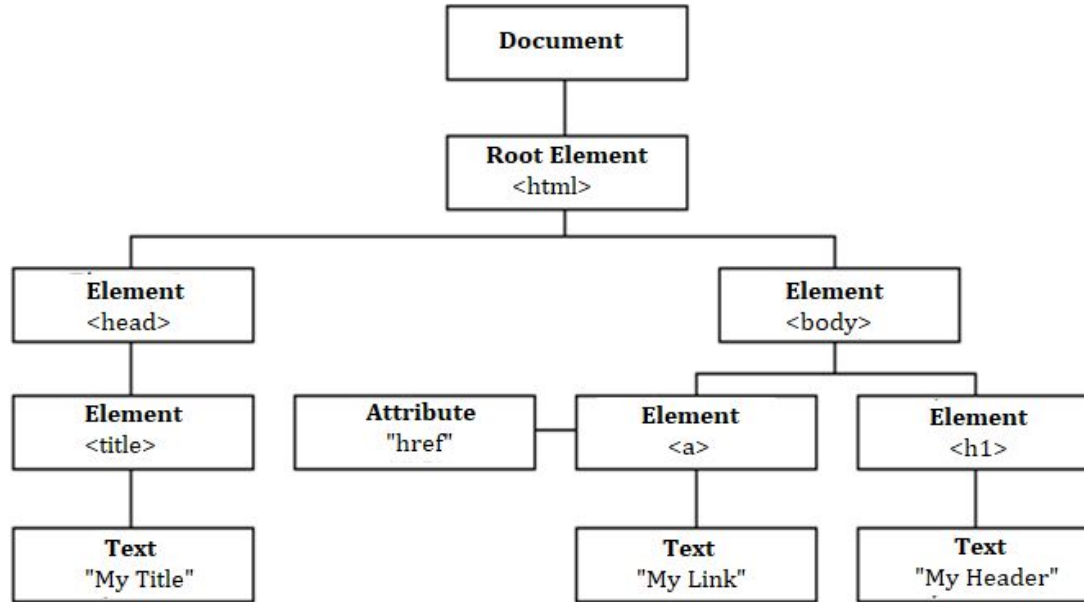 Document
Root Element
<html>
Element
<head>
Element
<body>
Element
<title>
Attribute
"href"
Element
<a>
Element
<h1>
Text
"My Title"
Text
"My Link"
Text
"My Header"